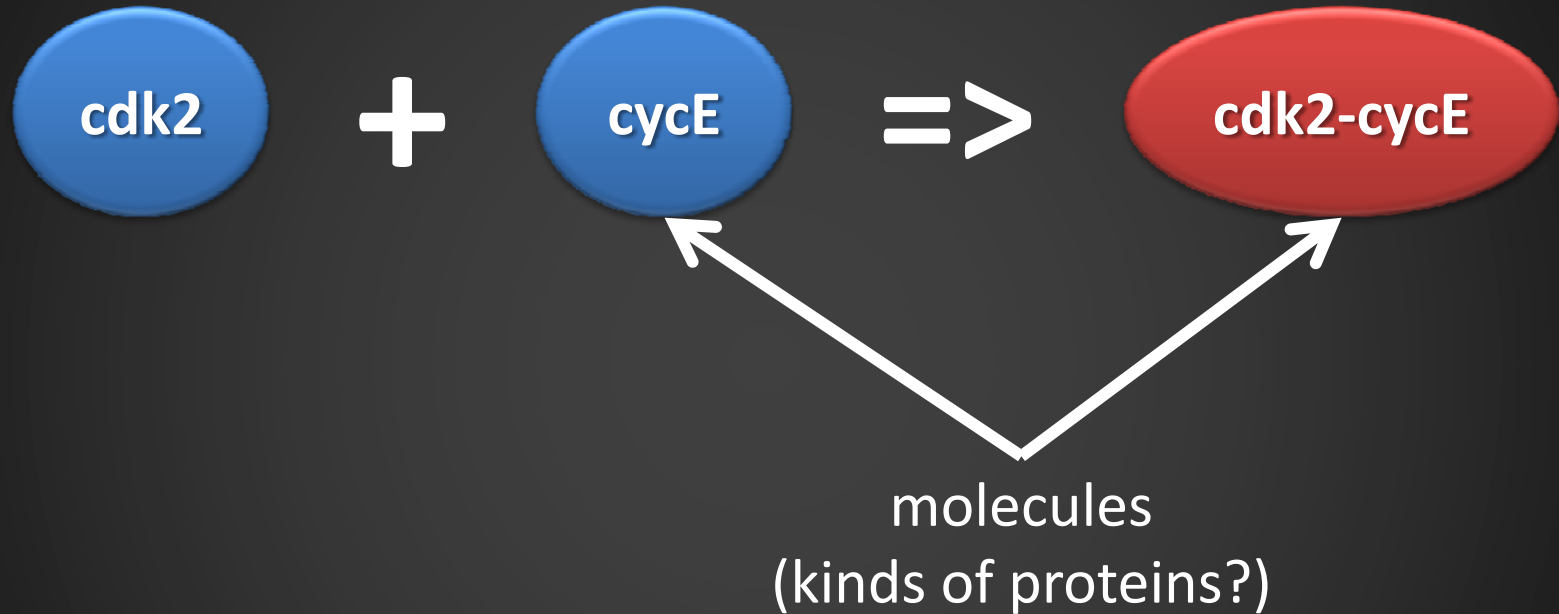 cdk2 + cycE => cdk2-cycE
molecules
(kinds of proteins?)